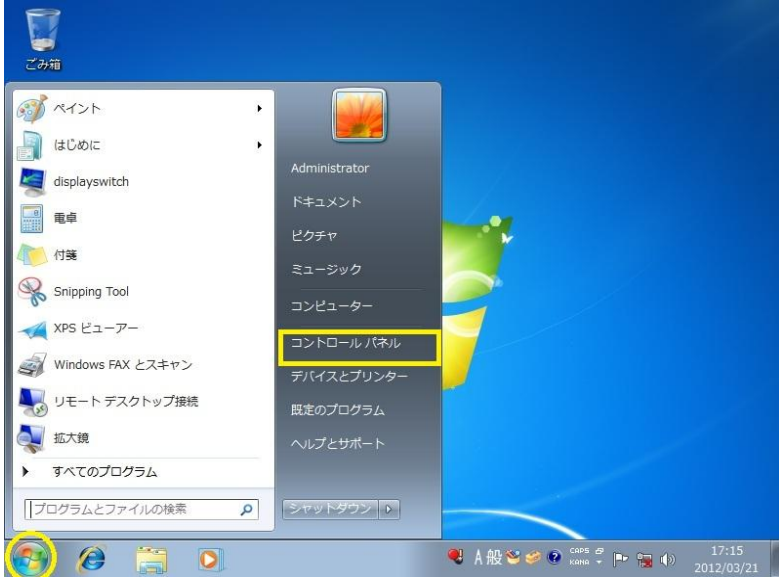 ごみ箱
ペイント
はじめに
displayswitch
電卓
付箋
Snipping Tool
XPS ビューアー
Windows FAX とスキャン
リモート デスクトップ接続
拡大鏡
すべてのプログラム
プログラムとファイルの検索
Administrator
ドキュメント
ピクチャ
ミュージック
コンピューター
コントロール パネル
デバイスとプリンター
既定のプログラム
ヘルプとサポート
シャットダウン
A 般 CAPS
KANA
17:15
2012/03/21